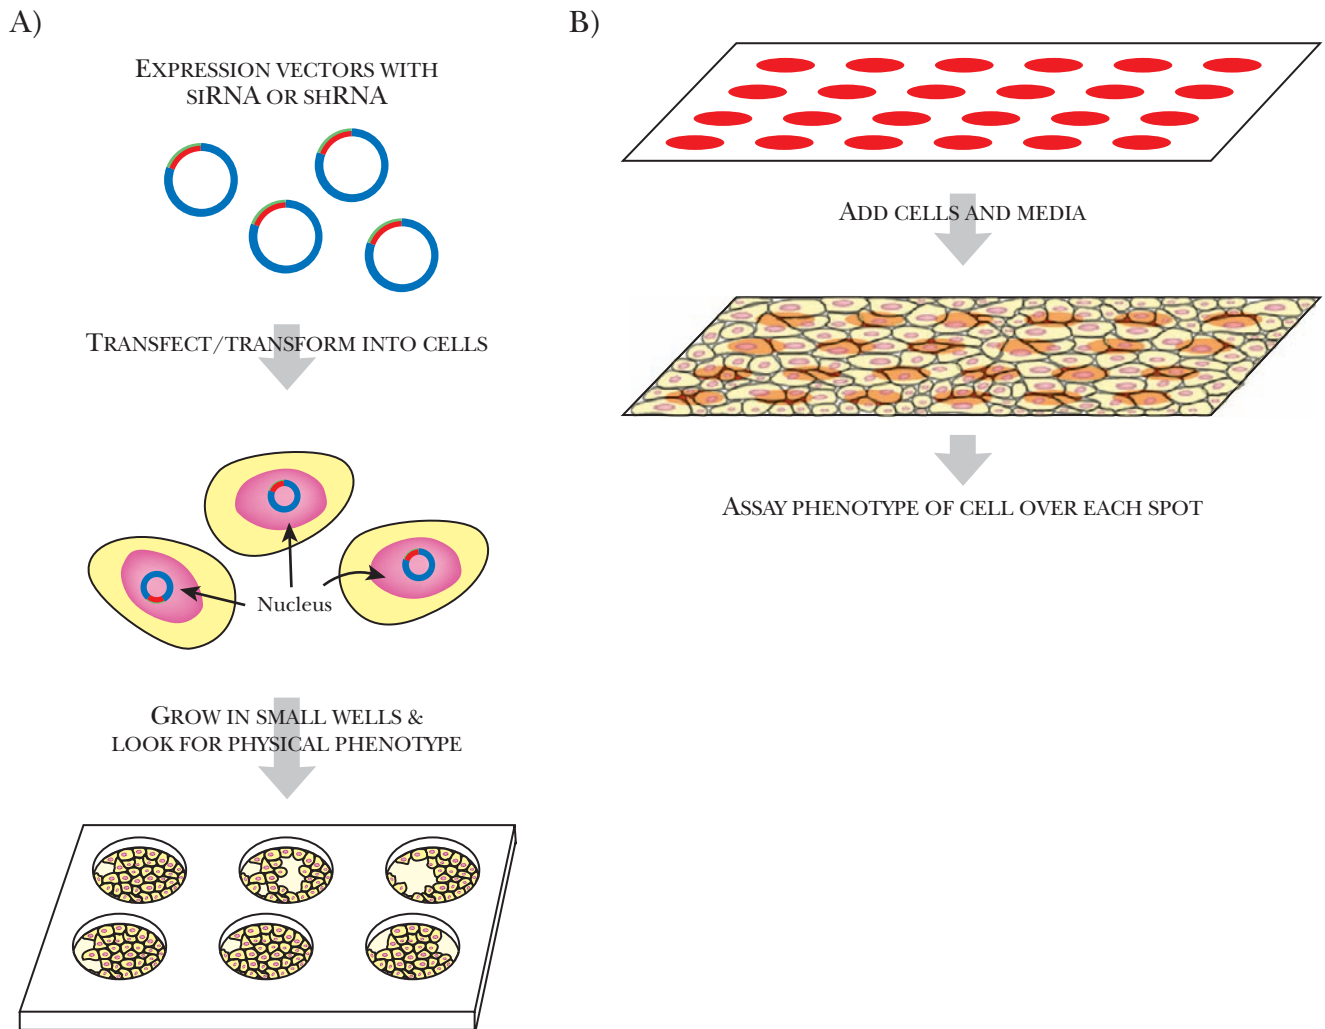 A)
EXPRESSION VECTORS WITH
SIRNA OR SHRNA
TRANSFECT/TRANSFORM INTO CELLS
Nucleus
GROW IN SMALL WELLS &
LOOK FOR PHYSICAL PHENOTYPE
B)
ADD CELLS AND MEDIA
ASSAY PHENOTYPE OF CELL OVER EACH SPOT